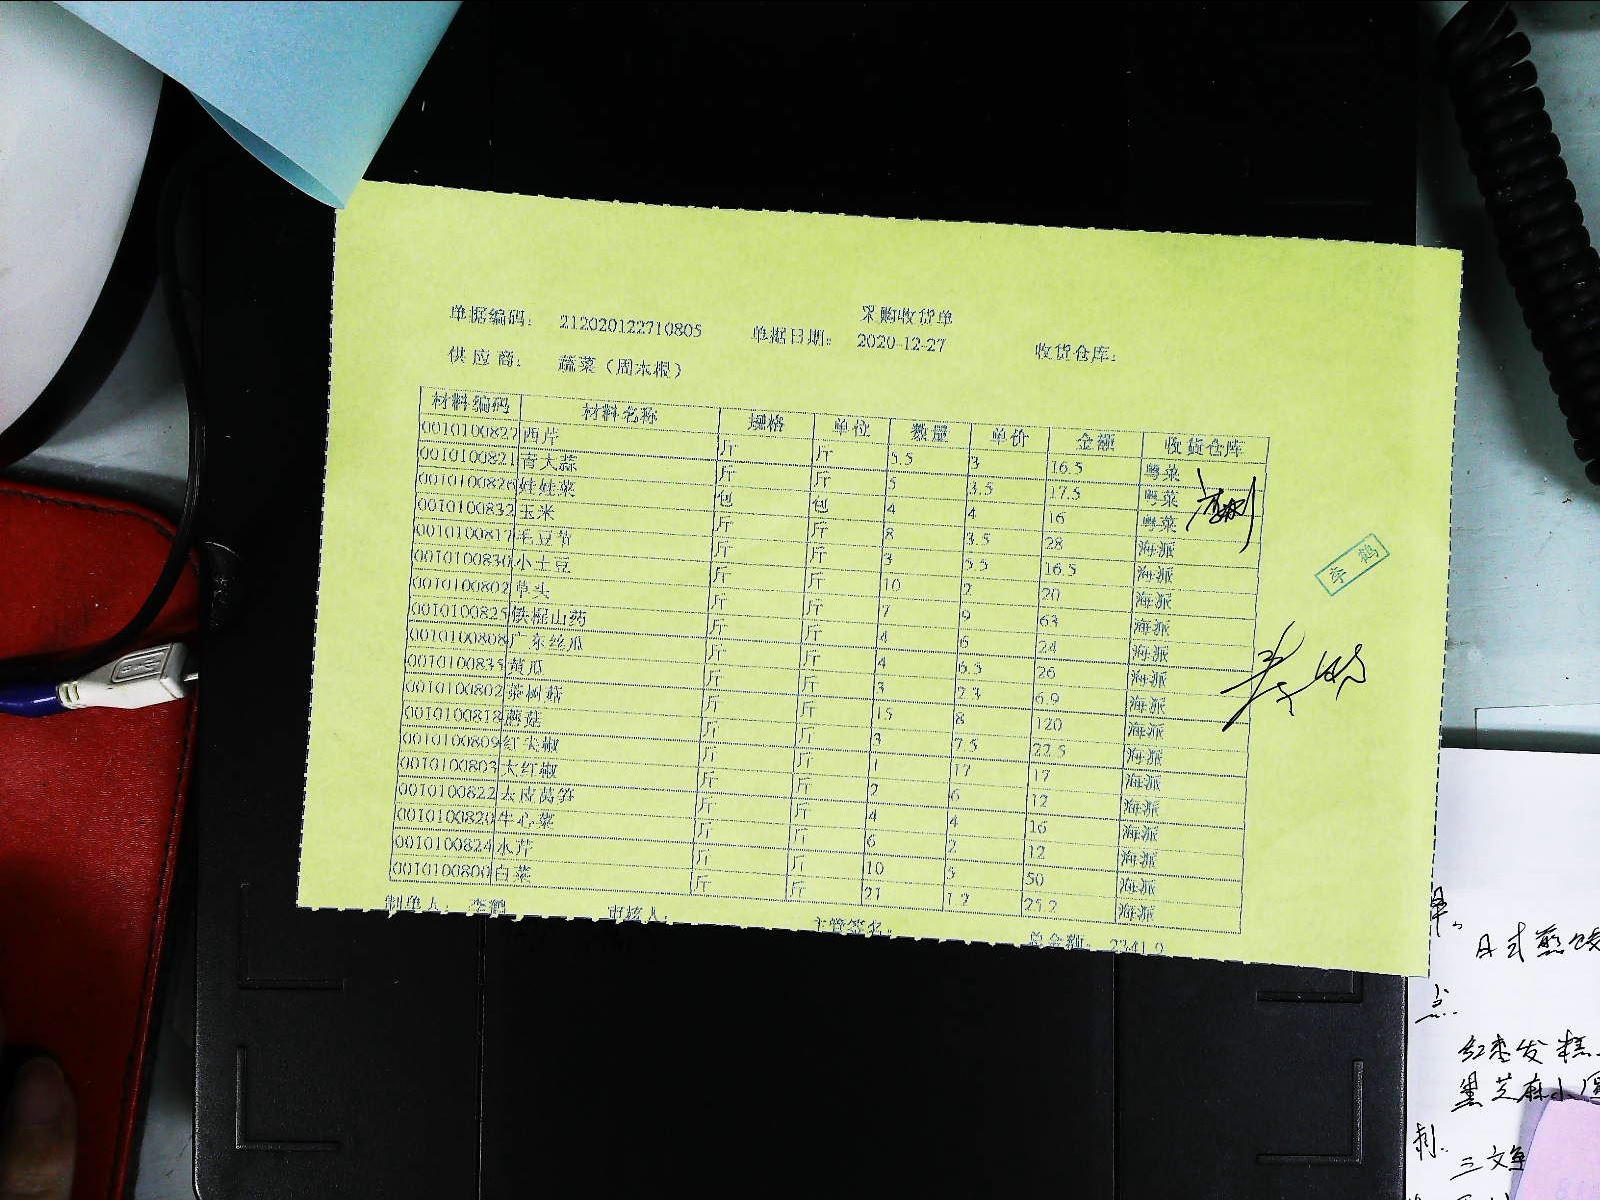 采购收货单
单据编码： 212020122710805 单据日期： 2020-12-27 收货仓库：
供应商： 蔬菜（周本根）
材料编码 材料名称 规格 单位 数量 单价 金额 收货仓库
0010100827 西芹 斤 斤 5.5 3 16.5 粤菜
0010100821 青大蒜 斤 斤 5 3.5 17.5 粤菜
0010100826 娃娃菜 包 包 4 4 16 粤菜
0010100832 玉米 斤 斤 8 3.5 28 海派
0010100817 毛豆节 斤 斤 3 5.5 16.5 海派
0010100830 小土豆 斤 斤 10 2 20 海派
0010100802 草头 斤 斤 7 9 63 海派
0010100825 铁棍山药 斤 斤 4 6 24 海派
0010100808 广东丝瓜 斤 斤 4 6.5 26 海派
0010100835 黄瓜 斤 斤 3 2.3 6.9 海派
0010100802 茶树菇 斤 斤 15 8 120 海派
0010100818 蘑菇 斤 斤 3 7.5 22.5 海派
0010100809 红尖椒 斤 斤 1 17 17 海派
0010100803 大红椒 斤 斤 2 6 12 海派
0010100822 去皮莴笋 斤 斤 4 4 16 海派
0010100820 牛心菜 斤 斤 6 2 12 海派
0010100824 水芹 斤 斤 10 5 50 海派
0010100800 白菜 斤 斤 21 1.2 25.2 海派
制单人： 李鹤 审核人： 主管签名： 总金额： 2341.9
李鹤
日式煎饺
点
红枣发糕
黑芝麻小
刺
三文鱼